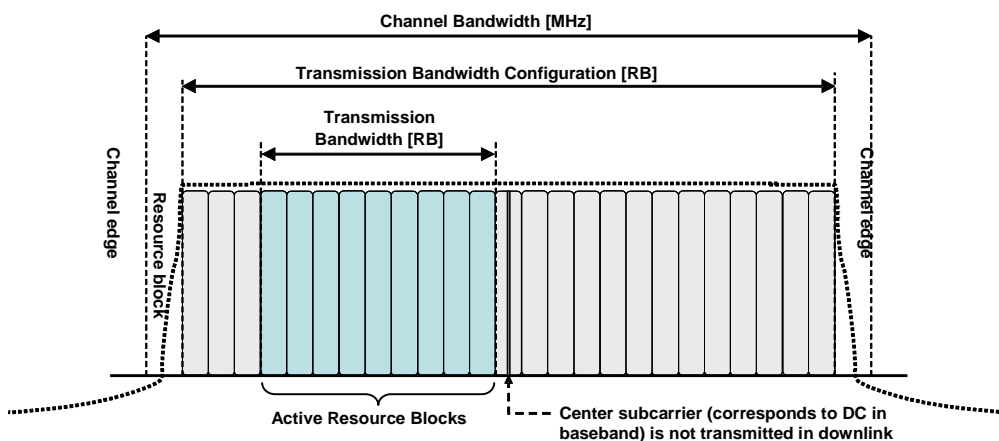 Channel Bandwidth [MHz]
Transmission Bandwidth Configuration [RB]
Transmission
Bandwidth [RB]
Channel edge
Resource block
Channel edge
Active Resource Blocks
Center subcarrier (corresponds to DC in
baseband) is not transmitted in downlink